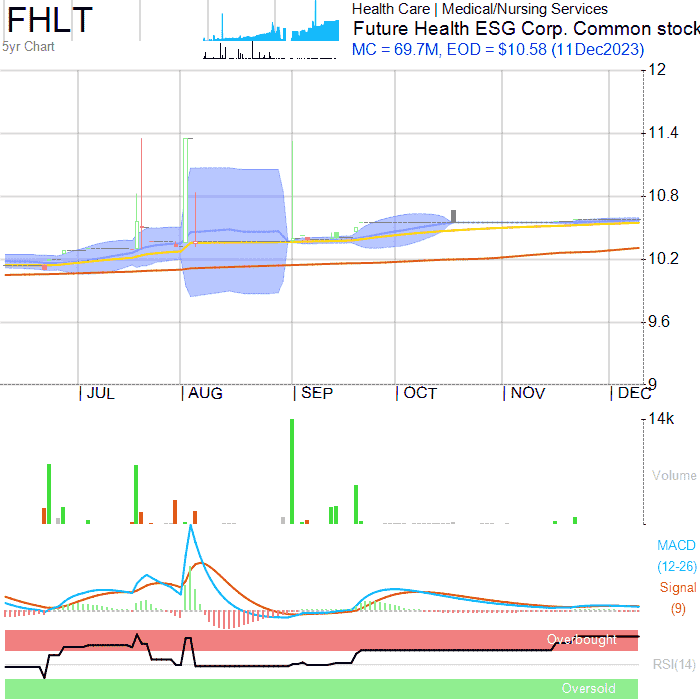 FHLT
5yr Chart
Health Care | Medical/Nursing Services
Future Health ESG Corp. Common stock
MC = 69.7M, EOD = $10.58 (11Dec2023)
12
11.4
10.8
10.2
9.6
9
JUL AUG SEP OCT NOV DEC
14k
Volume
MACD
(12-26)
Signal
(9)
Overbought
RSI(14)
Oversold